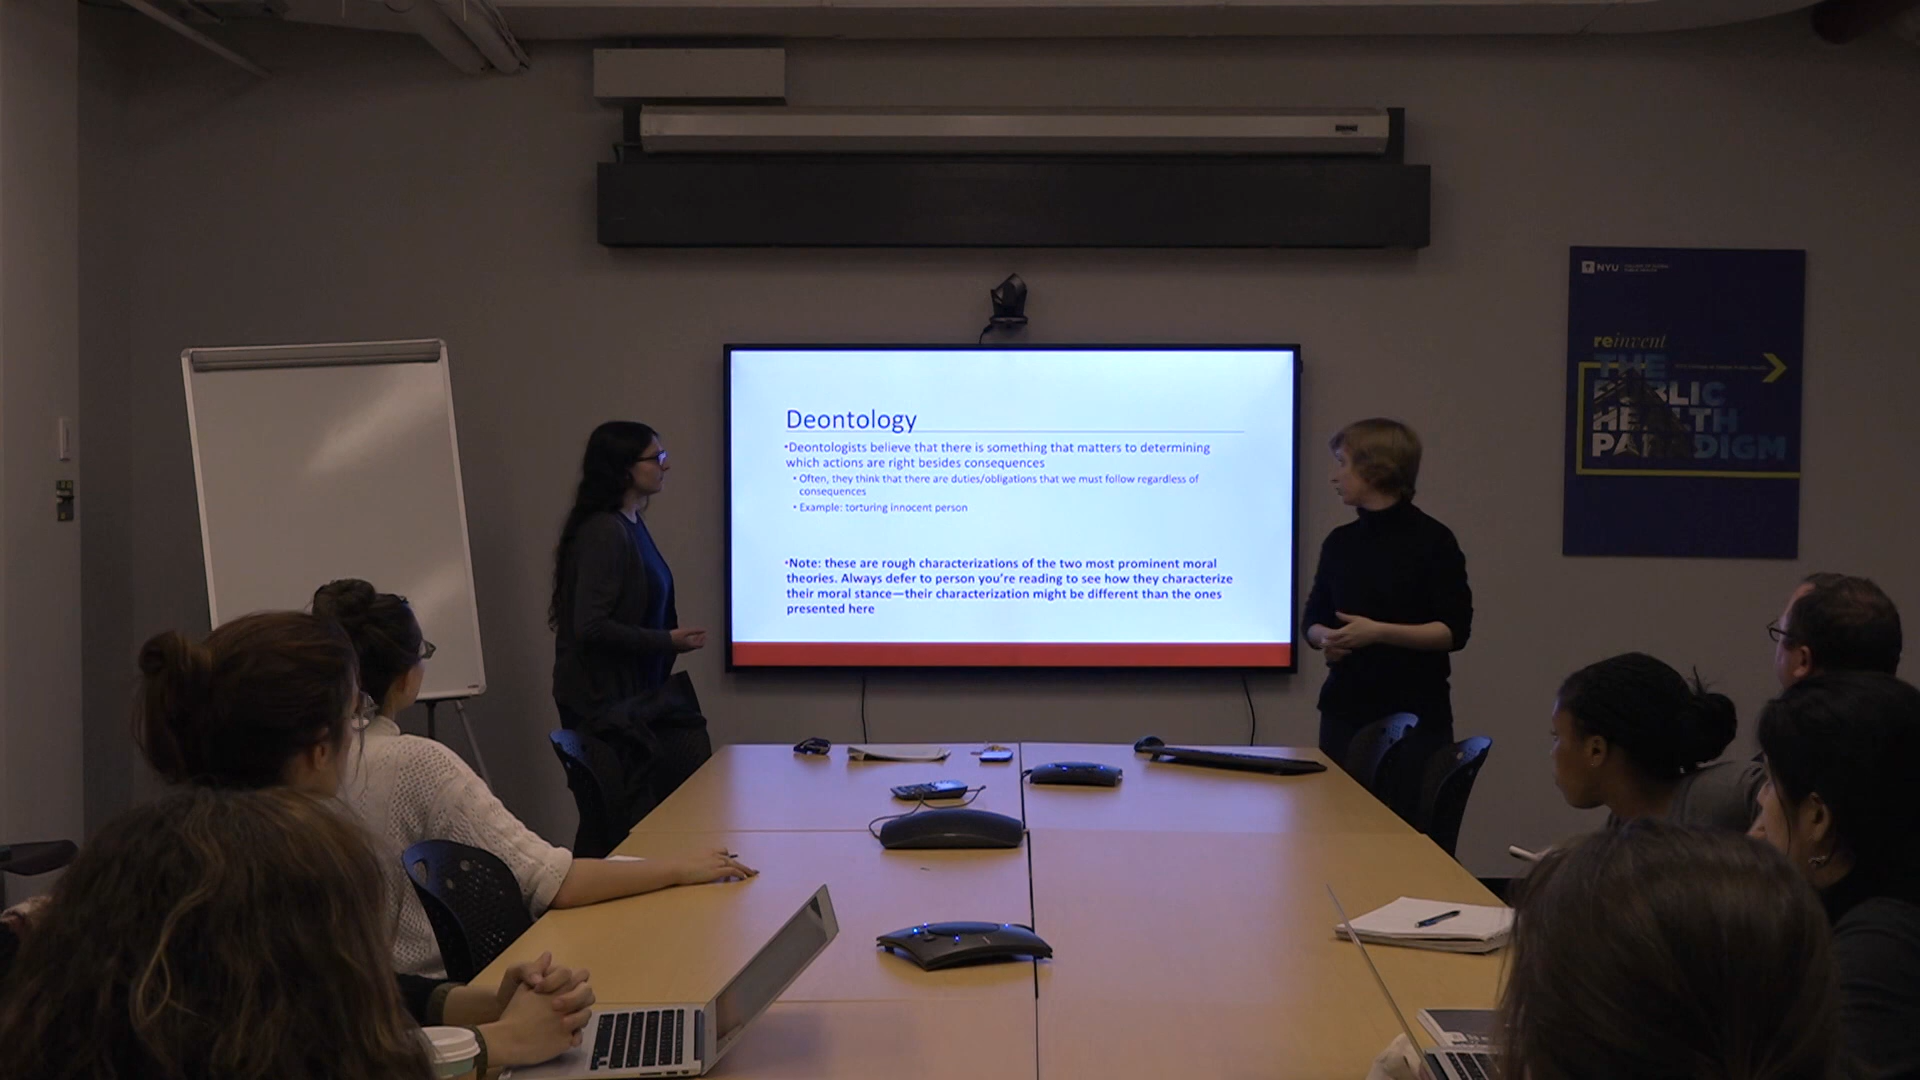 NYU
reinvent
THE
PUBLIC
HEALTH
PARADIGM
Deontology
•Deontologists believe that there is something that matters to determining
which actions are right besides consequences
• Often, they think that there are duties/obligations that we must follow regardless of
consequences
• Example: torturing innocent person
•Note: these are rough characterizations of the two most prominent moral
theories. Always defer to person you're reading to see how they characterize
their moral stance—their characterization might be different than the ones
presented here